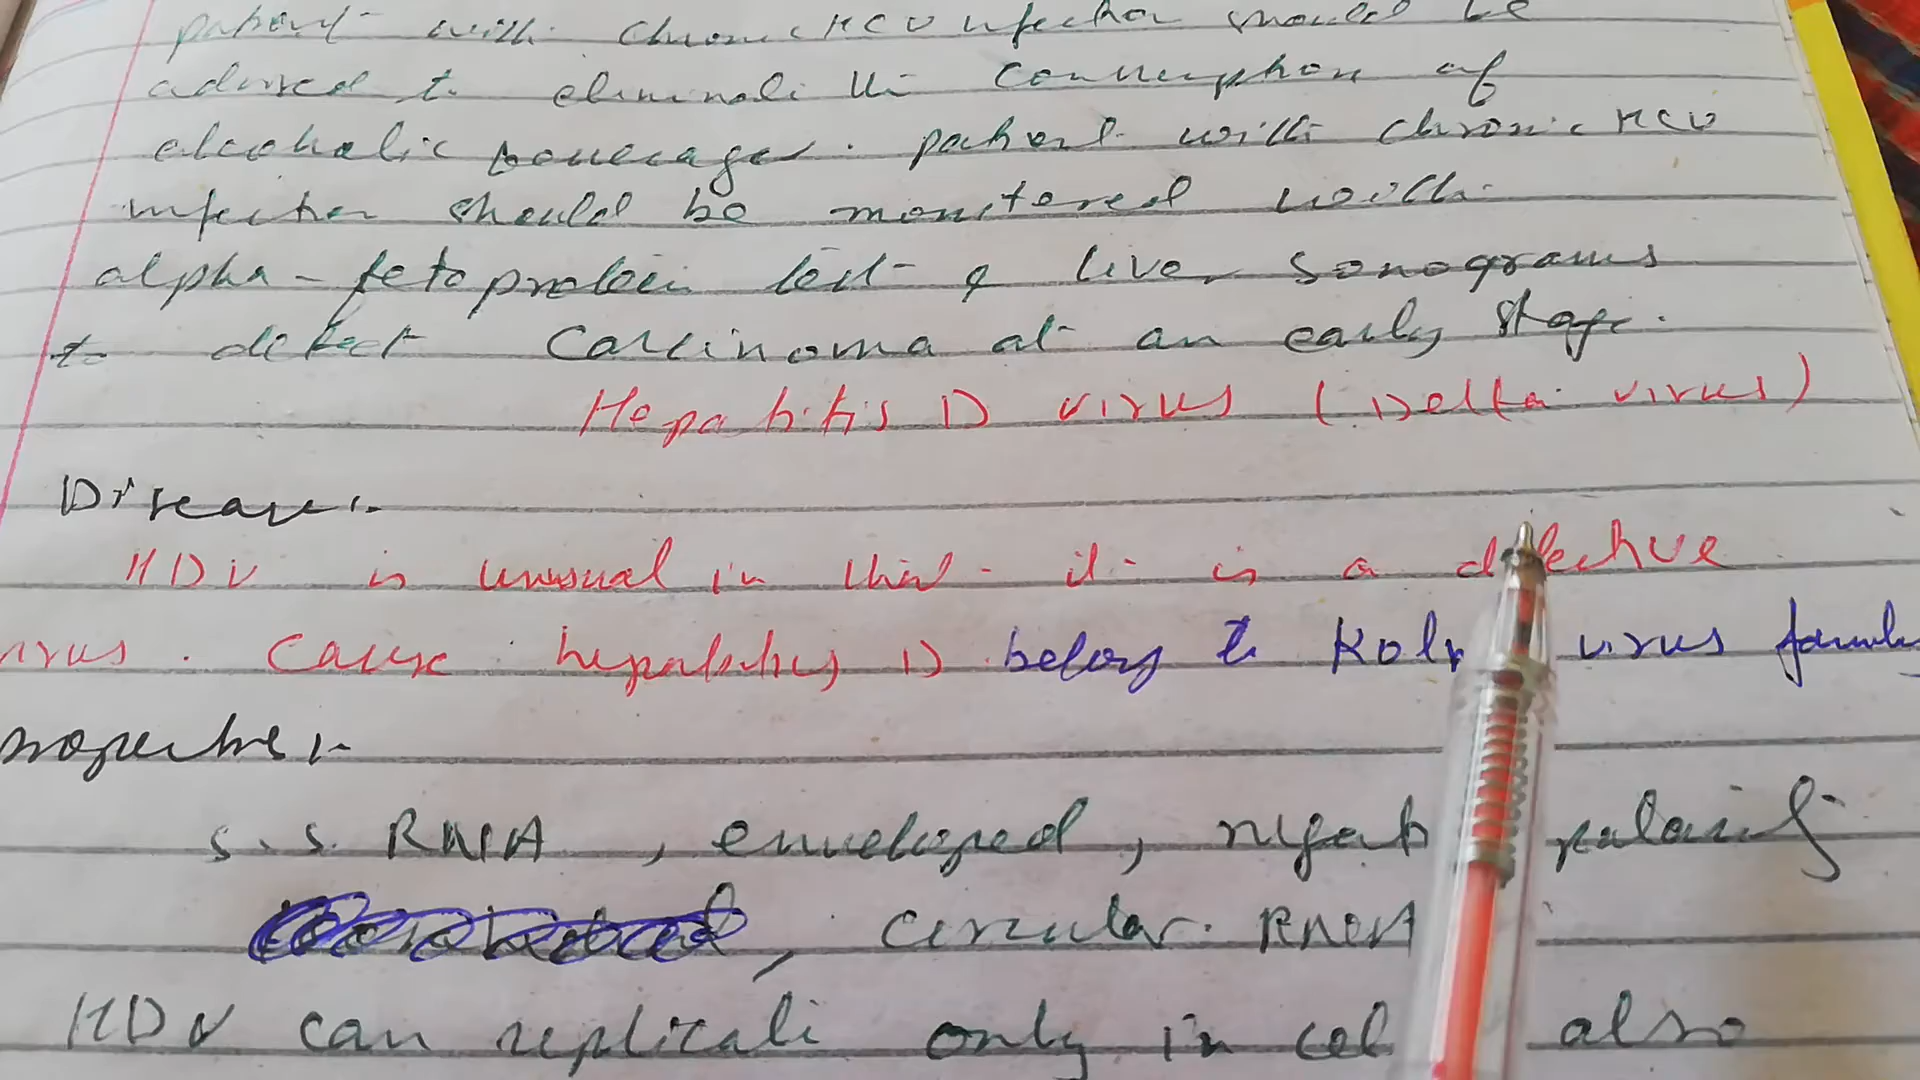 patient with chronic HCV infection should be
advised to eliminate the consumption of
alcoholic beverages. patient with chronic HCV
infection should be monitored with
alpha-fetoprotein test & liver sonograms
to detect carcinoma at an early stage.
Hepatitis D virus (Delta virus)
Disease:-
HDV is unusual in that it is a defective
virus. cause hepatitis D belong to virus family
properties:-
s.s. RNA, enveloped, polarity
, circular. RNA
HDV can replicate only in cel also